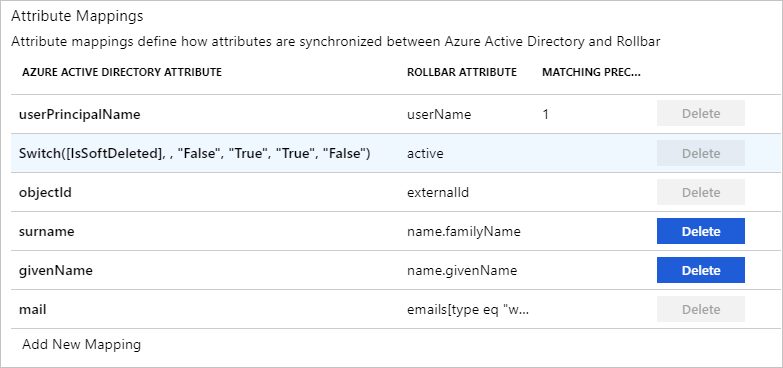 Attribute Mappings
Attribute mappings define how attributes are synchronized between Azure Active Directory and Rollbar
AZURE ACTIVE DIRECTORY ATTRIBUTE ROLLBAR ATTRIBUTE MATCHING PREC...
userPrincipalName userName 1 Delete
Switch([IsSoftDeleted], , "False", "True", "True", "False") active Delete
objectId externalId Delete
surname name.familyName Delete
givenName name.givenName Delete
mail emails[type eq "w... Delete
Add New Mapping